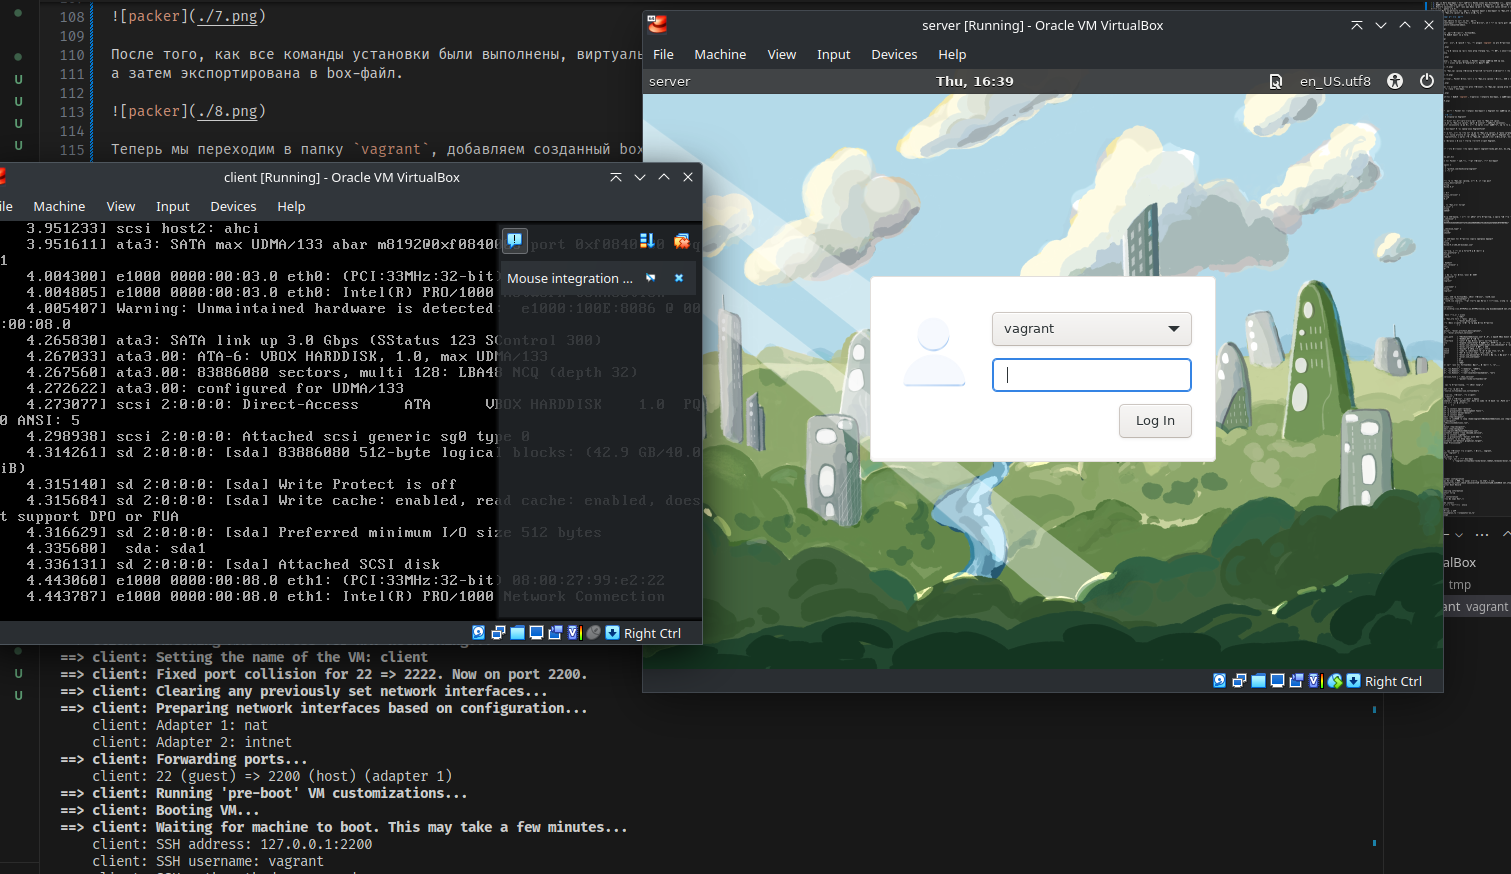 108 ![packer](./7.png)
109
110 После того, как все команды установки были выполнены, виртуаль
111 а затем экспортирована в box-файл.
112
113 ![packer](./8.png)
114
115 Теперь мы переходим в папку `vagrant`, добавляем созданный box
U
U
U
U
server [Running] - Oracle VM VirtualBox
File Machine View Input Devices Help
server Thu, 16:39 en_US.utf8
vagrant
Log In
Right Ctrl
client [Running] - Oracle VM VirtualBox
ile Machine View Input Devices Help
3.951233] scsi host2: ahci
3.951611] ata3: SATA max UDMA/133 abar m8192@0xf08400 port 0xf0840
1
4.004300] e1000 0000:00:03.0 eth0: (PCI:33MHz:32-bit)
4.004805] e1000 0000:00:03.0 eth0: Intel(R) PRO/1000 Network Connection
4.005407] Warning: Unmaintained hardware is detected: e1000:100E:8086 @ 00
:00:08.0
4.265830] ata3: SATA link up 3.0 Gbps (SStatus 123 SControl 300)
4.267033] ata3.00: ATA-6: VBOX HARDDISK, 1.0, max UDMA/133
4.267560] ata3.00: 83886080 sectors, multi 128: LBA48 NCQ (depth 32)
4.272622] ata3.00: configured for UDMA/133
4.273077] scsi 2:0:0:0: Direct-Access ATA VBOX HARDDISK 1.0 PQ
0 ANSI: 5
4.298938] scsi 2:0:0:0: Attached scsi generic sg0 type 0
4.314261] sd 2:0:0:0: [sda] 83886080 512-byte logical blocks: (42.9 GB/40.0
iB)
4.315140] sd 2:0:0:0: [sda] Write Protect is off
4.315684] sd 2:0:0:0: [sda] Write cache: enabled, read cache: enabled, does
t support DPO or FUA
4.316629] sd 2:0:0:0: [sda] Preferred minimum I/O size 512 bytes
4.335680] sda: sda1
4.336131] sd 2:0:0:0: [sda] Attached SCSI disk
4.443060] e1000 0000:00:08.0 eth1: (PCI:33MHz:32-bit) 08:00:27:99:e2:22
4.443787] e1000 0000:00:08.0 eth1: Intel(R) PRO/1000 Network Connection
Mouse integration ...
Right Ctrl
alBox
tmp
ant vagrant
U
U
==> client: Setting the name of the VM: client
==> client: Fixed port collision for 22 => 2222. Now on port 2200.
==> client: Clearing any previously set network interfaces...
==> client: Preparing network interfaces based on configuration...
client: Adapter 1: nat
client: Adapter 2: intnet
==> client: Forwarding ports...
client: 22 (guest) => 2200 (host) (adapter 1)
==> client: Running 'pre-boot' VM customizations...
==> client: Booting VM...
==> client: Waiting for machine to boot. This may take a few minutes...
client: SSH address: 127.0.0.1:2200
client: SSH username: vagrant